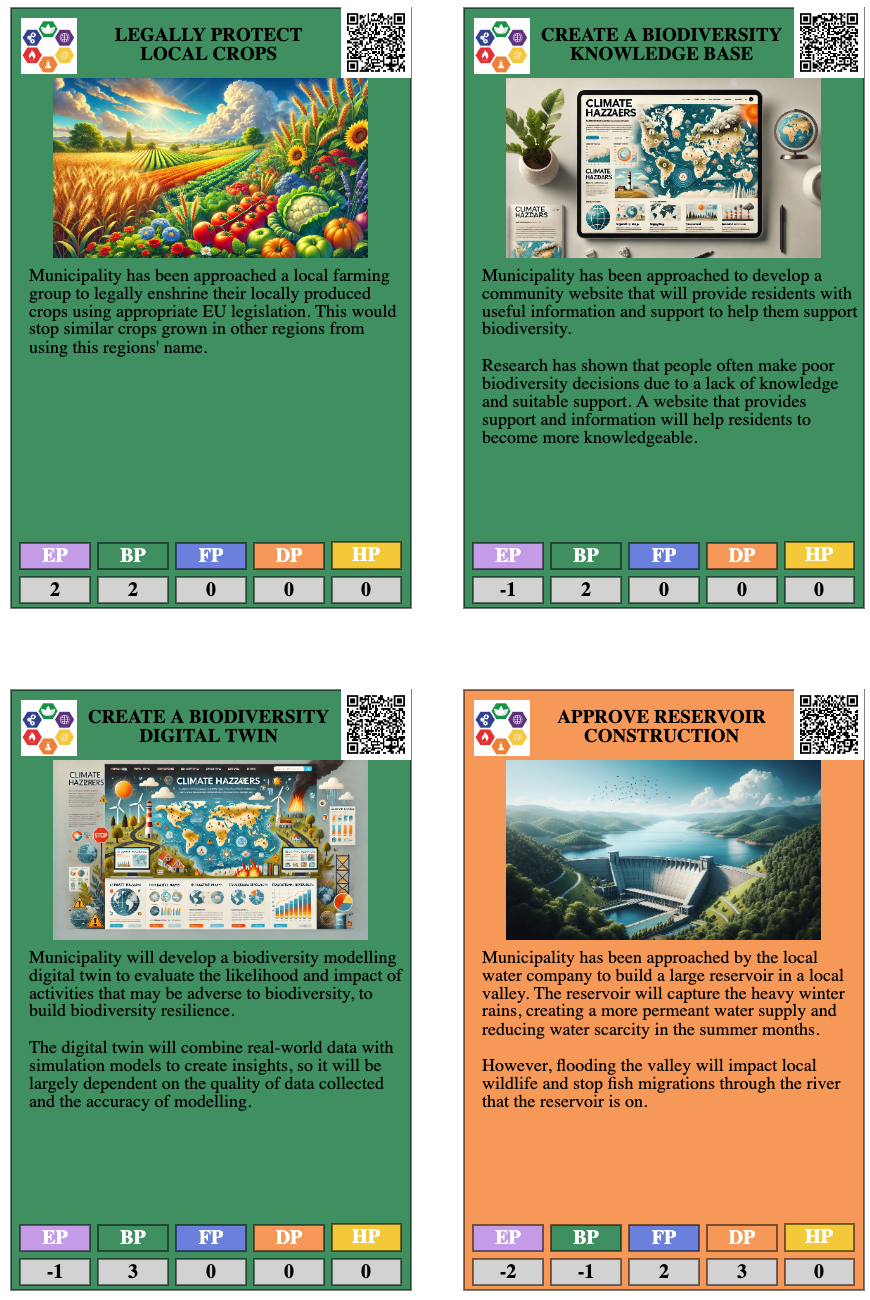 LEGALLY PROTECT
LOCAL CROPS
Municipality has been approached a local farming
group to legally enshrine their locally produced
crops using appropriate EU legislation. This would
stop similar crops grown in other regions from
using this regions' name.
EP BP FP DP HP
2 2 0 0 0
CREATE A BIODIVERSITY
KNOWLEDGE BASE
CLIMATE
HAZZAERS
CLIMATE
Municipality has been approached to develop a
community website that will provide residents with
useful information and support to help them support
biodiversity.
Research has shown that people often make poor
biodiversity decisions due to a lack of knowledge
and suitable support. A website that provides
support and information will help residents to
become more knowledgeable.
EP BP FP DP HP
-1 2 0 0 0
CREATE A BIODIVERSITY
DIGITAL TWIN
CLIMATE
CLIMATE HAZZAERS
STOP
Municipality will develop a biodiversity modelling
digital twin to evaluate the likelihood and impact of
activities that may be adverse to biodiversity, to
build biodiversity resilience.
The digital twin will combine real-world data with
simulation models to create insights, so it will be
largely dependent on the quality of data collected
and the accuracy of modelling.
EP BP FP DP HP
-1 3 0 0 0
APPROVE RESERVOIR
CONSTRUCTION
Municipality has been approached by the local
water company to build a large reservoir in a local
valley. The reservoir will capture the heavy winter
rains, creating a more permeant water supply and
reducing water scarcity in the summer months.
However, flooding the valley will impact local
wildlife and stop fish migrations through the river
that the reservoir is on.
EP BP FP DP HP
-2 -1 2 3 0